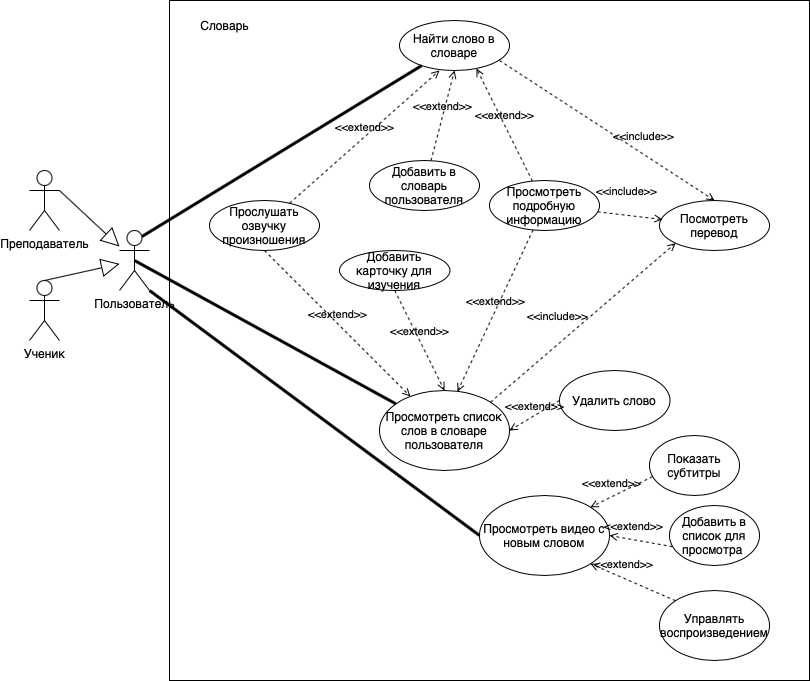 Словарь
Найти слово в
словаре
<<extend>>
<<extend>>
<<extend>>
<<include>>
Добавить в
словарь
пользователя
Просмотреть
подробную
информацию
<<include>>
Прослушать
озвучку
произношения
Посмотреть
перевод
Преподаватель
Добавить
карточку для
изучения
Пользователь
Ученик
<<extend>>
<<extend>>
<<extend>>
<<include>>
Просмотреть список
слов в словаре
пользователя
<<extend>>
Удалить слово
Показать
субтитры
<<extend>>
Просмотреть видео с
новым словом
<<extend>>
Добавить в
список для
просмотра
<<extend>>
Управлять
воспроизведением